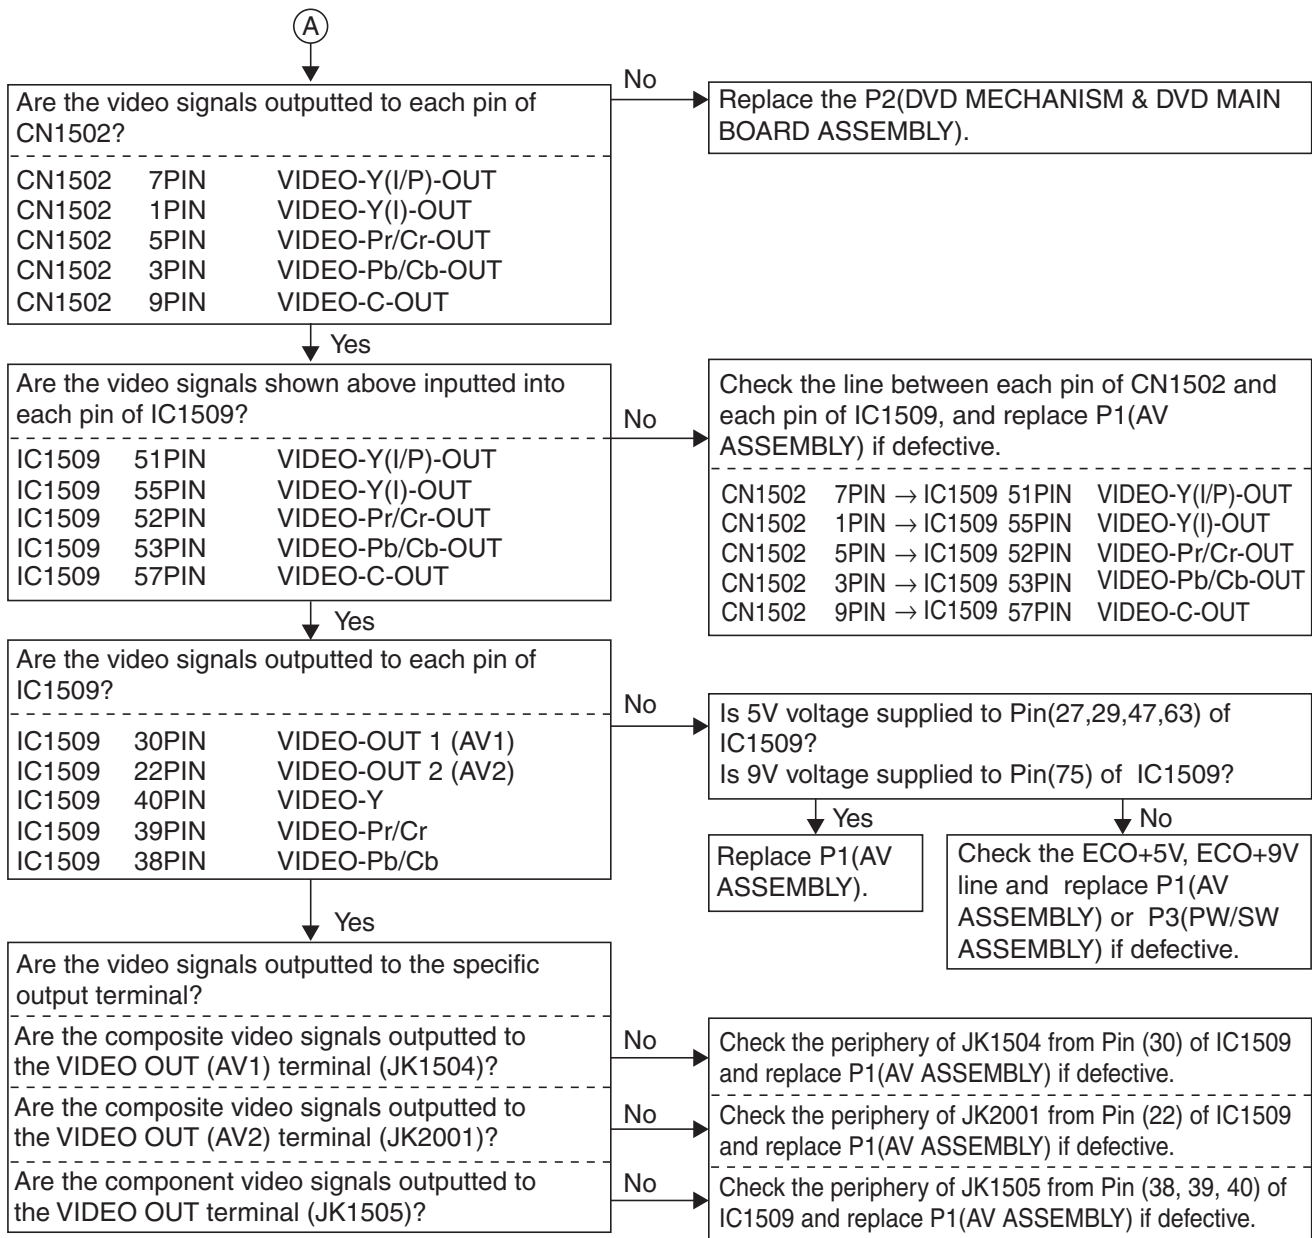 A
Are the video signals outputted to each pin of
CN1502?
CN1502 7PIN VIDEO-Y(I/P)-OUT
CN1502 1PIN VIDEO-Y(I)-OUT
CN1502 5PIN VIDEO-Pr/Cr-OUT
CN1502 3PIN VIDEO-Pb/Cb-OUT
CN1502 9PIN VIDEO-C-OUT
No
Replace the P2(DVD MECHANISM & DVD MAIN
BOARD ASSEMBLY).
Yes
Are the video signals shown above inputted into
each pin of IC1509?
IC1509 51PIN VIDEO-Y(I/P)-OUT
IC1509 55PIN VIDEO-Y(I)-OUT
IC1509 52PIN VIDEO-Pr/Cr-OUT
IC1509 53PIN VIDEO-Pb/Cb-OUT
IC1509 57PIN VIDEO-C-OUT
No
Check the line between each pin of CN1502 and
each pin of IC1509, and replace P1(AV
ASSEMBLY) if defective.
CN1502 7PIN → IC1509 51PIN VIDEO-Y(I/P)-OUT
CN1502 1PIN → IC1509 55PIN VIDEO-Y(I)-OUT
CN1502 5PIN → IC1509 52PIN VIDEO-Pr/Cr-OUT
CN1502 3PIN → IC1509 53PIN VIDEO-Pb/Cb-OUT
CN1502 9PIN → IC1509 57PIN VIDEO-C-OUT
Yes
Are the video signals outputted to each pin of
IC1509?
IC1509 30PIN VIDEO-OUT 1 (AV1)
IC1509 22PIN VIDEO-OUT 2 (AV2)
IC1509 40PIN VIDEO-Y
IC1509 39PIN VIDEO-Pr/Cr
IC1509 38PIN VIDEO-Pb/Cb
No
Is 5V voltage supplied to Pin(27,29,47,63) of
IC1509?
Is 9V voltage supplied to Pin(75) of IC1509?
Yes
Replace P1(AV
ASSEMBLY).
No
Check the ECO+5V, ECO+9V
line and replace P1(AV
ASSEMBLY) or P3(PW/SW
ASSEMBLY) if defective.
Yes
Are the video signals outputted to the specific
output terminal?
Are the composite video signals outputted to
the VIDEO OUT (AV1) terminal (JK1504)?
No
Check the periphery of JK1504 from Pin (30) of IC1509
and replace P1(AV ASSEMBLY) if defective.
Are the composite video signals outputted to
the VIDEO OUT (AV2) terminal (JK2001)?
No
Check the periphery of JK2001 from Pin (22) of IC1509
and replace P1(AV ASSEMBLY) if defective.
Are the component video signals outputted to
the VIDEO OUT terminal (JK1505)?
No
Check the periphery of JK1505 from Pin (38, 39, 40) of
IC1509 and replace P1(AV ASSEMBLY) if defective.